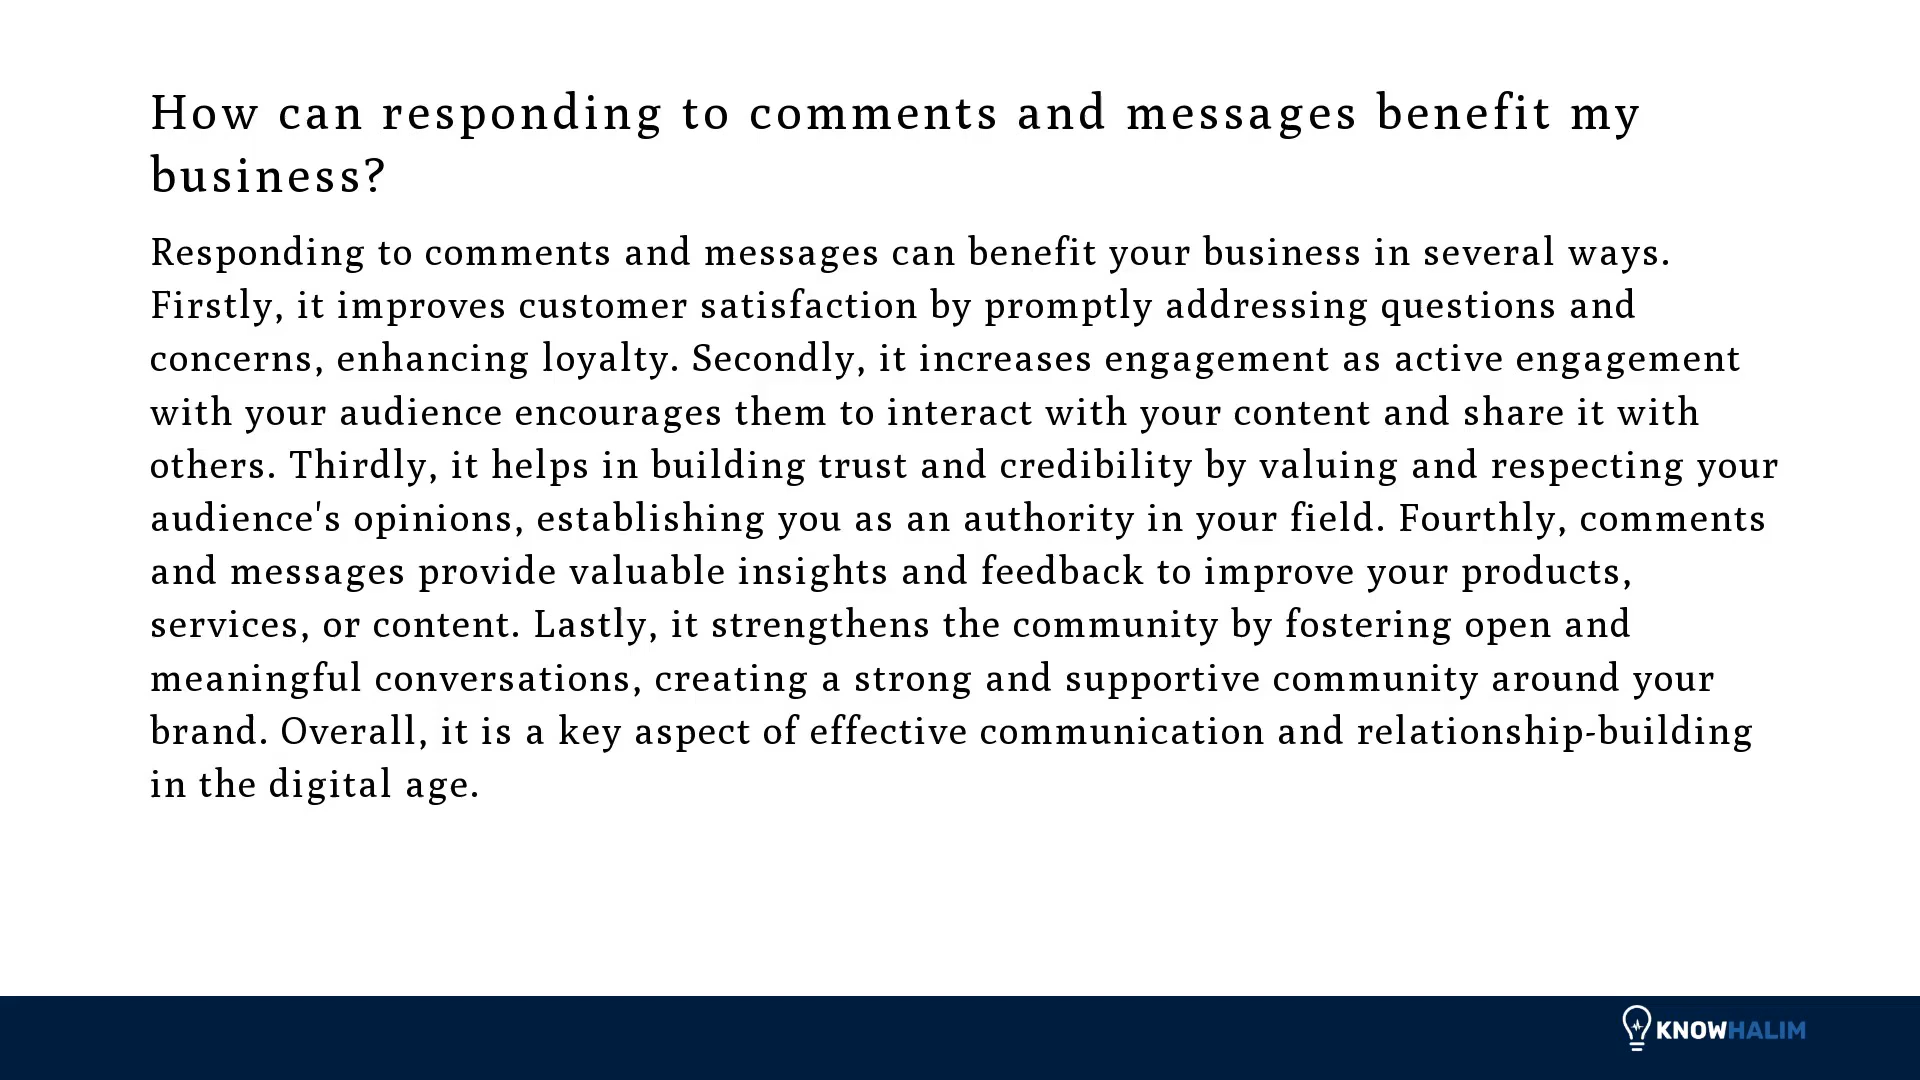 How can responding to comments and messages benefit my
business?
Responding to comments and messages can benefit your business in several ways.
Firstly, it improves customer satisfaction by promptly addressing questions and
concerns, enhancing loyalty. Secondly, it increases engagement as active engagement
with your audience encourages them to interact with your content and share it with
others. Thirdly, it helps in building trust and credibility by valuing and respecting your
audience's opinions, establishing you as an authority in your field. Fourthly, comments
and messages provide valuable insights and feedback to improve your products,
services, or content. Lastly, it strengthens the community by fostering open and
meaningful conversations, creating a strong and supportive community around your
brand. Overall, it is a key aspect of effective communication and relationship-building
in the digital age.
KNOWHALIM